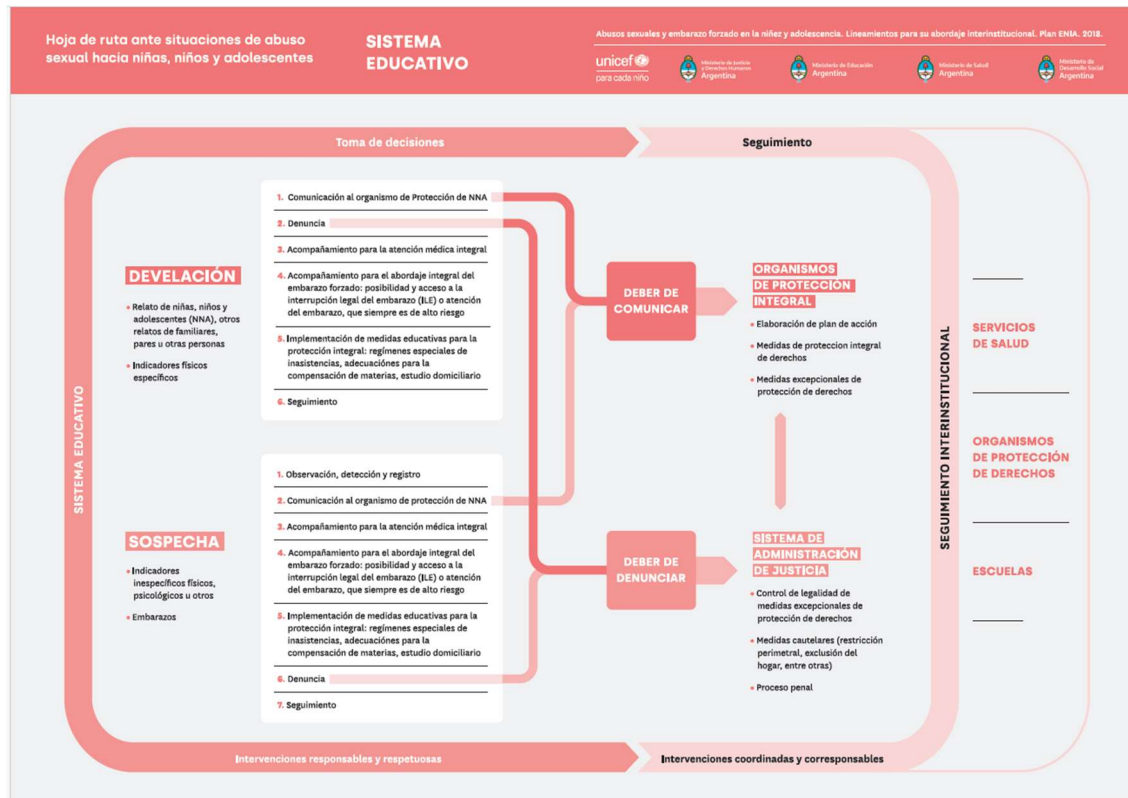 Hoja de ruta ante situaciones de abuso
sexual hacia niñas, niños y adolescentes
SISTEMA
EDUCATIVO
Abusos sexuales y embarazo forzado en la niñez y adolescencia. Lineamientos para su abordaje interinstitucional. Plan ENIA. 2018.
unicef
para cada niño
Ministerio de Justicia
y Derechos Humanos
Argentina
Ministerio de Educación
Argentina
Ministerio de Salud
Argentina
Ministerio de
Desarrollo Social
Argentina
Toma de decisiones
Seguimiento
SISTEMA EDUCATIVO
DEVELACIÓN
• Relato de niñas, niños y
adolescentes (NNA), otros
relatos de familiares,
pares u otras personas
• Indicadores físicos
específicos
1. Comunicación al organismo de Protección de NNA
2. Denuncia
3. Acompañamiento para la atención médica integral
4. Acompañamiento para el abordaje integral del
embarazo forzado: posibilidad y acceso a la
interrupción legal del embarazo (ILE) o atención
del embarazo, que siempre es de alto riesgo
5. Implementación de medidas educativas para la
protección integral: regímenes especiales de
inasistencias, adecuaciónes para la
compensación de materias, estudio domiciliario
6. Seguimiento
SOSPECHA
• Indicadores
inespecíficos físicos,
psicológicos u otros
• Embarazos
1. Observación, detección y registro
2. Comunicación al organismo de protección de NNA
3. Acompañamiento para la atención médica integral
4. Acompañamiento para el abordaje integral del
embarazo forzado: posibilidad y acceso a la
interrupción legal del embarazo (ILE) o atención
del embarazo, que siempre es de alto riesgo
5. Implementación de medidas educativas para la
protección integral: regímenes especiales de
inasistencias, adecuaciónes para la
compensación de materias, estudio domiciliario
6. Denuncia
7. Seguimiento
DEBER DE
COMUNICAR
DEBER DE
DENUNCIAR
ORGANISMOS
DE PROTECCIÓN
INTEGRAL
• Elaboración de plan de acción
• Medidas de proteccion integral
de derechos
• Medidas excepcionales de
protección de derechos
SISTEMA DE
ADMINISTRACIÓN
DE JUSTICIA
• Control de legalidad de
medidas excepcionales de
protección de derechos
• Medidas cautelares (restricción
perimetral, exclusión del
hogar, entre otras)
• Proceso penal
SEGUIMIENTO INTERINSTITUCIONAL
SERVICIOS
DE SALUD
ORGANISMOS
DE PROTECCIÓN
DE DERECHOS
ESCUELAS
Intervenciones responsables y respetuosas
Intervenciones coordinadas y corresponsables